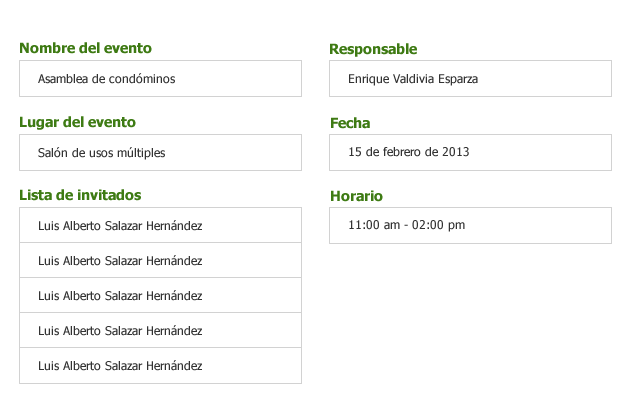 Nombre del evento
Asamblea de condóminos
Responsable
Enrique Valdivia Esparza
Lugar del evento
Salón de usos múltiples
Fecha
15 de febrero de 2013
Lista de invitados
Luis Alberto Salazar Hernández
Luis Alberto Salazar Hernández
Luis Alberto Salazar Hernández
Luis Alberto Salazar Hernández
Luis Alberto Salazar Hernández
Horario
11:00 am - 02:00 pm